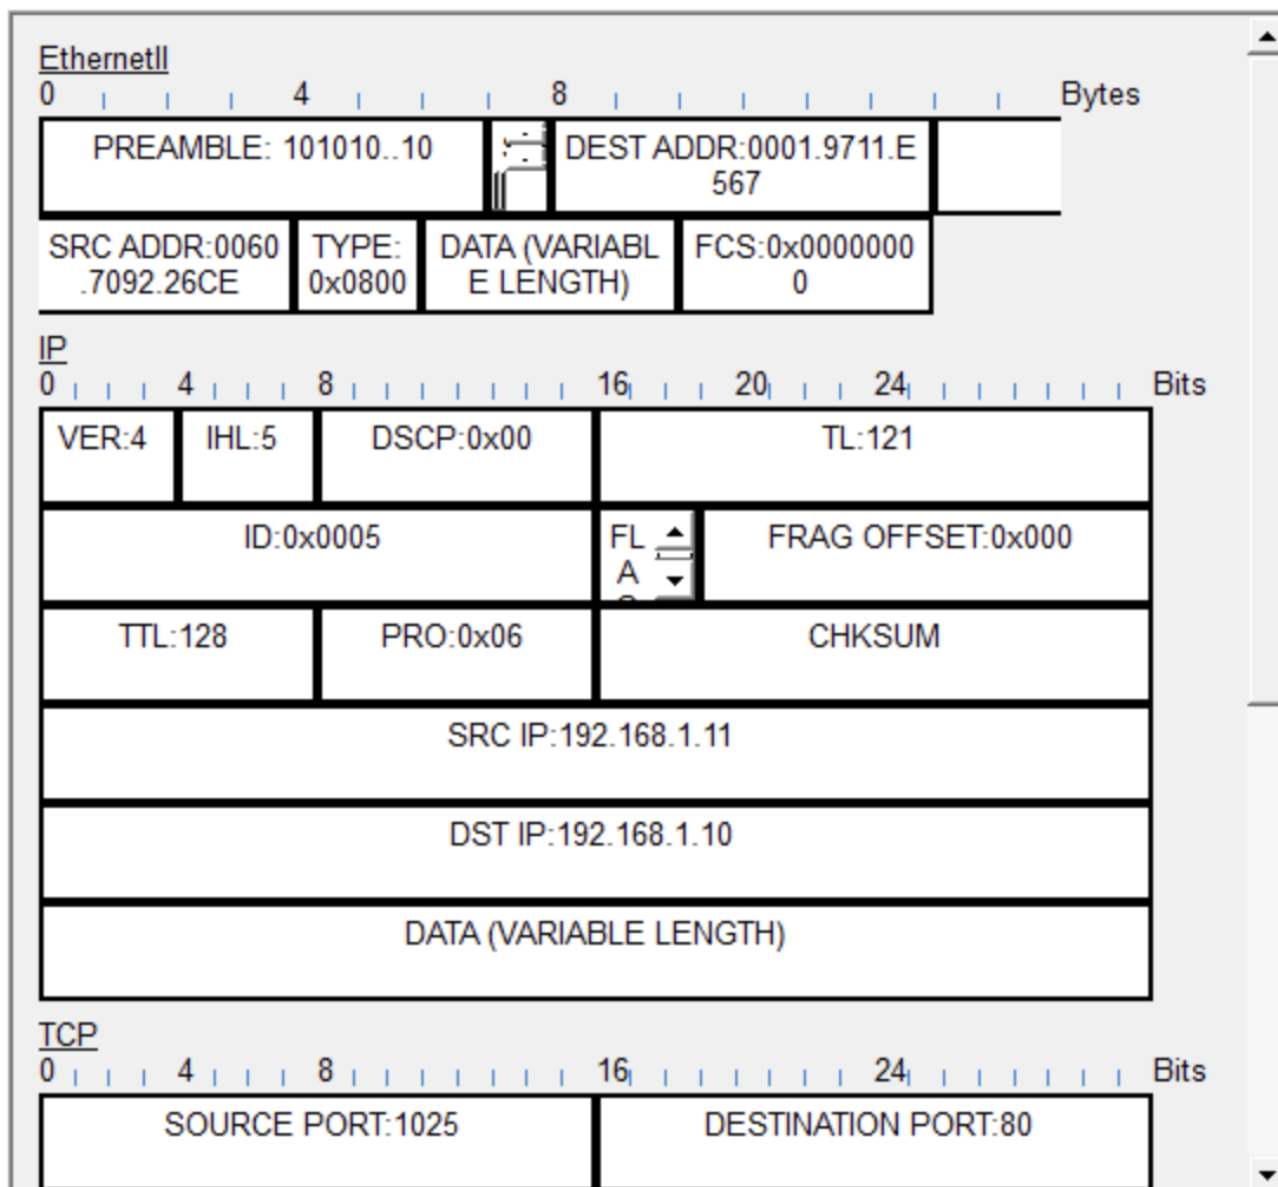 EthernetII
0 4 8 Bytes
PREAMBLE: 101010..10
DEST ADDR:0001.9711.E
567
SRC ADDR:0060
.7092.26CE
TYPE:
0x0800
DATA (VARIABL
E LENGTH)
FCS:0x0000000
0
IP
0 4 8 16 20 24 Bits
VER:4 IHL:5 DSCP:0x00 TL:121
ID:0x0005
FL
A
FRAG OFFSET:0x000
TTL:128 PRO:0x06 CHKSUM
SRC IP:192.168.1.11
DST IP:192.168.1.10
DATA (VARIABLE LENGTH)
TCP
0 4 8 16 24 Bits
SOURCE PORT:1025 DESTINATION PORT:80